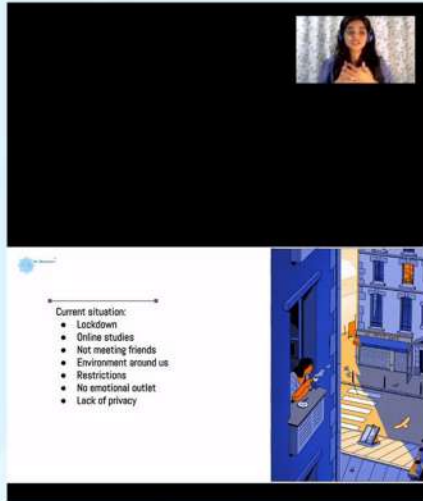 Current situation:
● Lockdown
● Online studies
● Not meeting friends
● Environment around us
● Restrictions
● No emotional outlet
● Lack of privacy